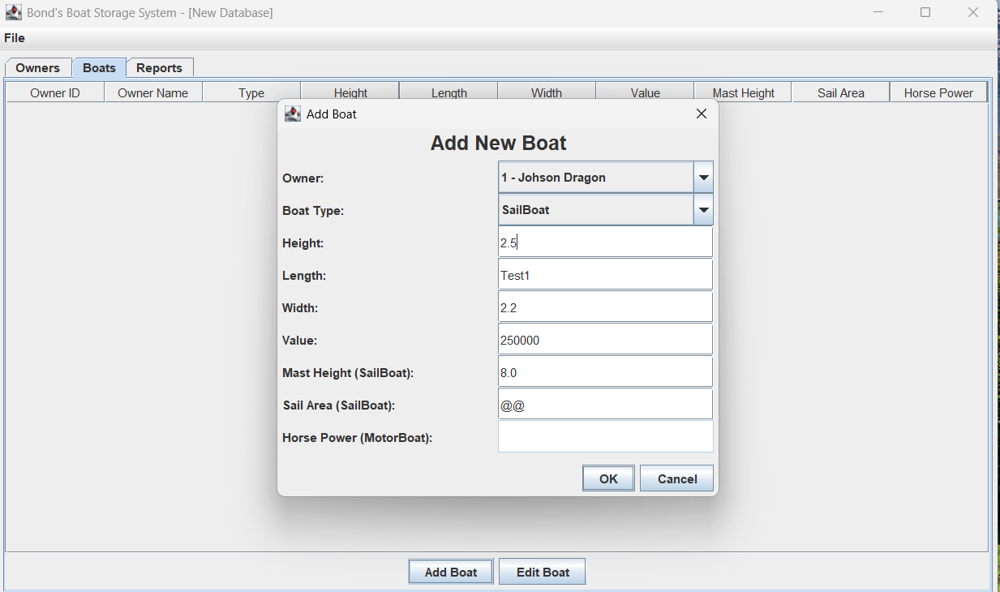 Bond's Boat Storage System - [New Database]
File
Owners Boats Reports
Owner ID Owner Name Type Height Length Width Value Mast Height Sail Area Horse Power
Add Boat
Add New Boat
Owner: 1 - Johson Dragon
Boat Type: SailBoat
Height: 2.5
Length: Test1
Width: 2.2
Value: 250000
Mast Height (SailBoat): 8.0
Sail Area (SailBoat): @@
Horse Power (MotorBoat):
OK Cancel
Add Boat Edit Boat